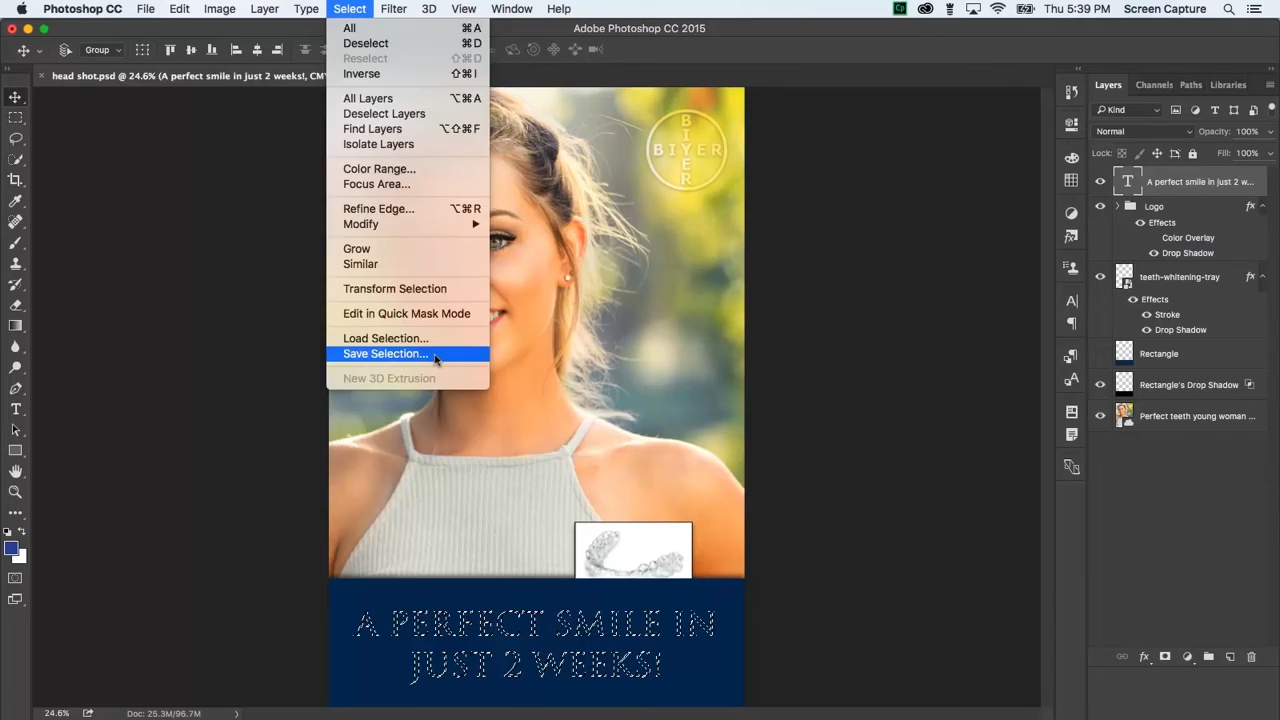 Photoshop CC File Edit Image Layer Type Select Filter 3D View Window Help Thu 5:39 PM Screen Capture
Adobe Photoshop CC 2015
Group
head shot.psd @ 24.6% (A perfect smile in just 2 weeks!, CMY
All ⌘A
Deselect ⌘D
Reselect ⇧⌘D
Inverse ⇧⌘I
All Layers ⌥⌘A
Deselect Layers
Find Layers ⌥⇧⌘F
Isolate Layers
Color Range...
Focus Area...
Refine Edge... ⌥⌘R
Modify
Grow
Similar
Transform Selection
Edit in Quick Mask Mode
Load Selection...
Save Selection...
New 3D Extrusion
BIYER
BIYER
A PERFECT SMILE IN
JUST 2 WEEKS!
Layers Channels Paths Libraries
Kind
Normal Opacity: 100%
Lock: Fill: 100%
A perfect smile in just 2 w...
Logo fx
Effects
Color Overlay
Drop Shadow
teeth-whitening-tray fx
Effects
Stroke
Drop Shadow
Rectangle
Rectangle's Drop Shadow
Perfect teeth young woman ...
fx
24.6% Doc: 25.3M/96.7M